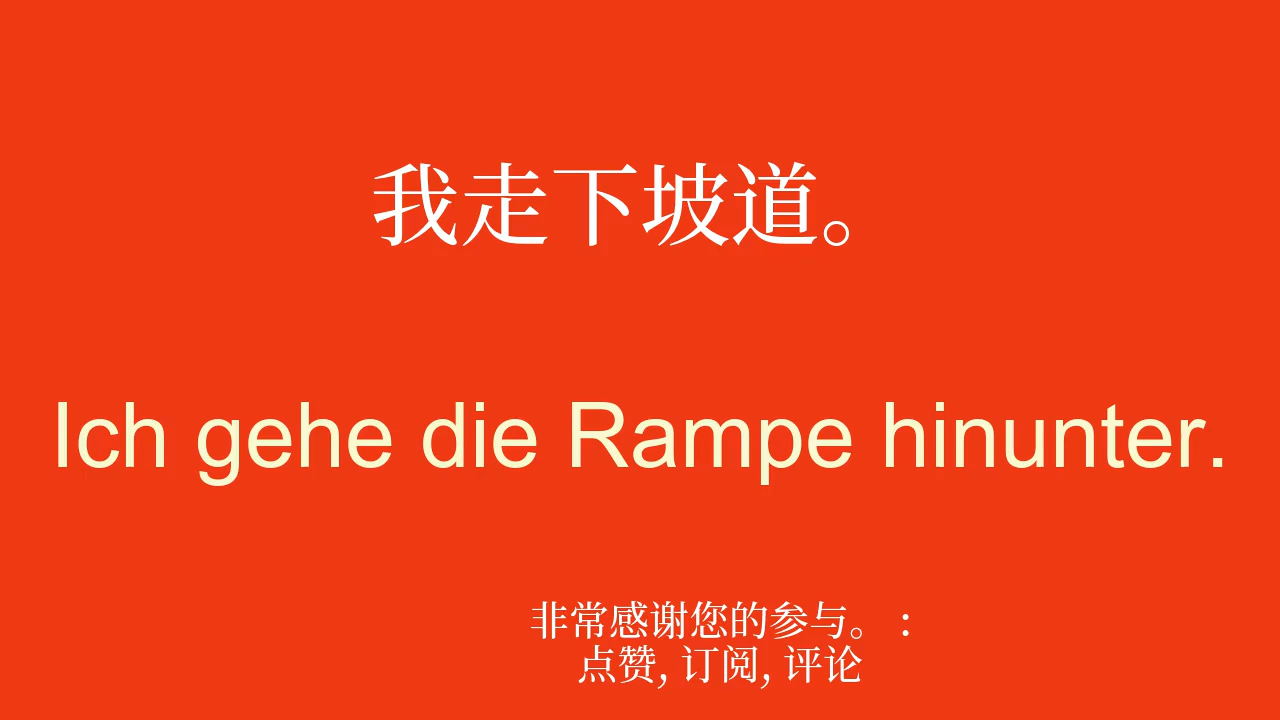 我走下坡道。
Ich gehe die Rampe hinunter.
非常感谢您的参与。 :
点赞, 订阅, 评论